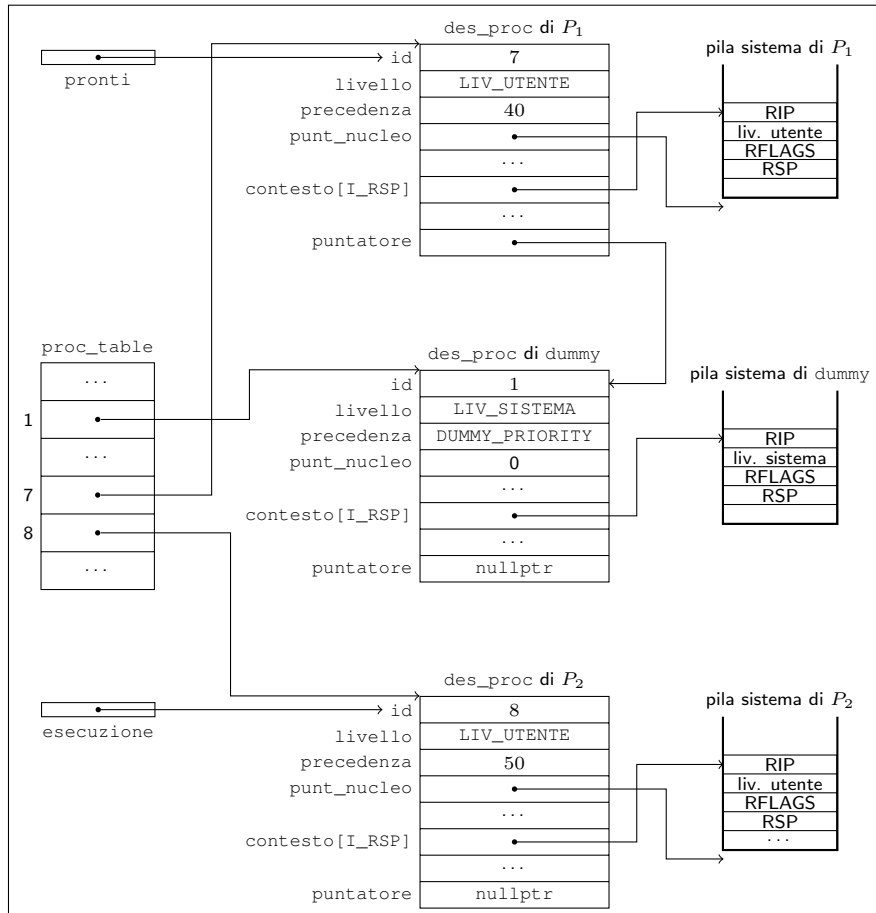 des_proc di P1
pronti
id 7
livello LIV_UTENTE
precedenza 40
punt_nucleo
...
contesto[I_RSP]
...
puntatore
pila sistema di P1
RIP
liv. utente
RFLAGS
RSP
proc_table
...
1
...
7
8
...
des_proc di dummy
id 1
livello LIV_SISTEMA
precedenza DUMMY_PRIORITY
punt_nucleo 0
...
contesto[I_RSP]
...
puntatore nullptr
pila sistema di dummy
RIP
liv. sistema
RFLAGS
RSP
des_proc di P2
esecuzione
id 8
livello LIV_UTENTE
precedenza 50
punt_nucleo
...
contesto[I_RSP]
...
puntatore nullptr
pila sistema di P2
RIP
liv. utente
RFLAGS
RSP
...